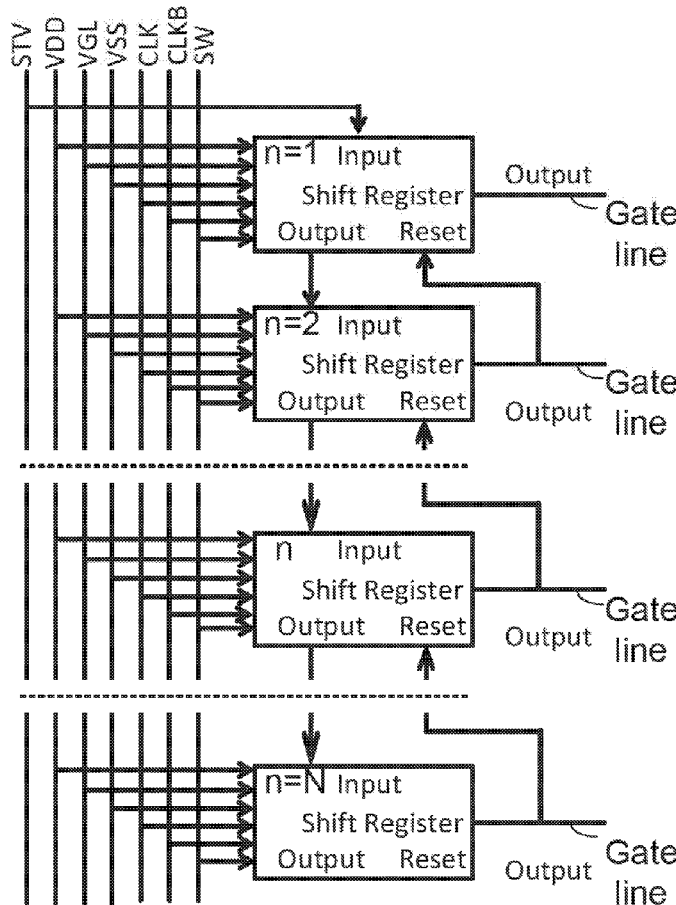 STV
VDD
VGL
VSS
CLK
CLKB
SW
n=1 Input
Shift Register
Output Reset
Output
Gate
line
n=2 Input
Shift Register
Output Reset
Gate
line
Output
n Input
Shift Register
Output Reset
Gate
line
Output
n=N Input
Shift Register
Output Reset
Gate
line
Output